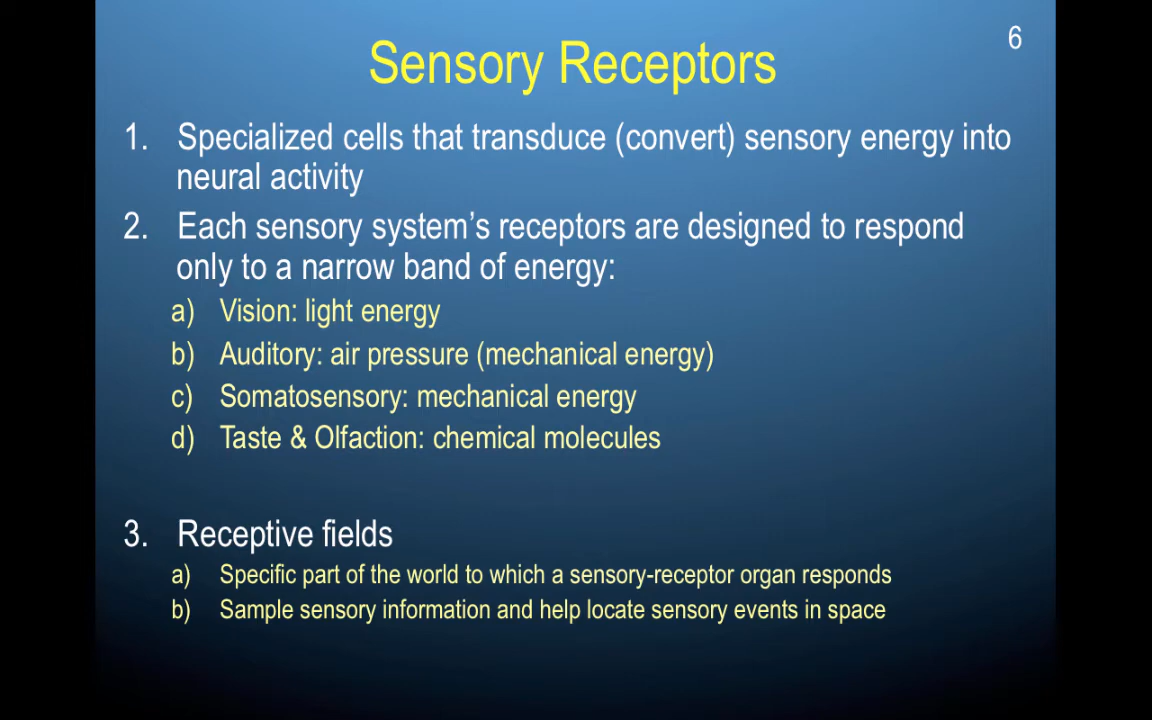 6
Sensory Receptors
1. Specialized cells that transduce (convert) sensory energy into
neural activity
2. Each sensory system’s receptors are designed to respond
only to a narrow band of energy:
a) Vision: light energy
b) Auditory: air pressure (mechanical energy)
c) Somatosensory: mechanical energy
d) Taste & Olfaction: chemical molecules
3. Receptive fields
a) Specific part of the world to which a sensory-receptor organ responds
b) Sample sensory information and help locate sensory events in space